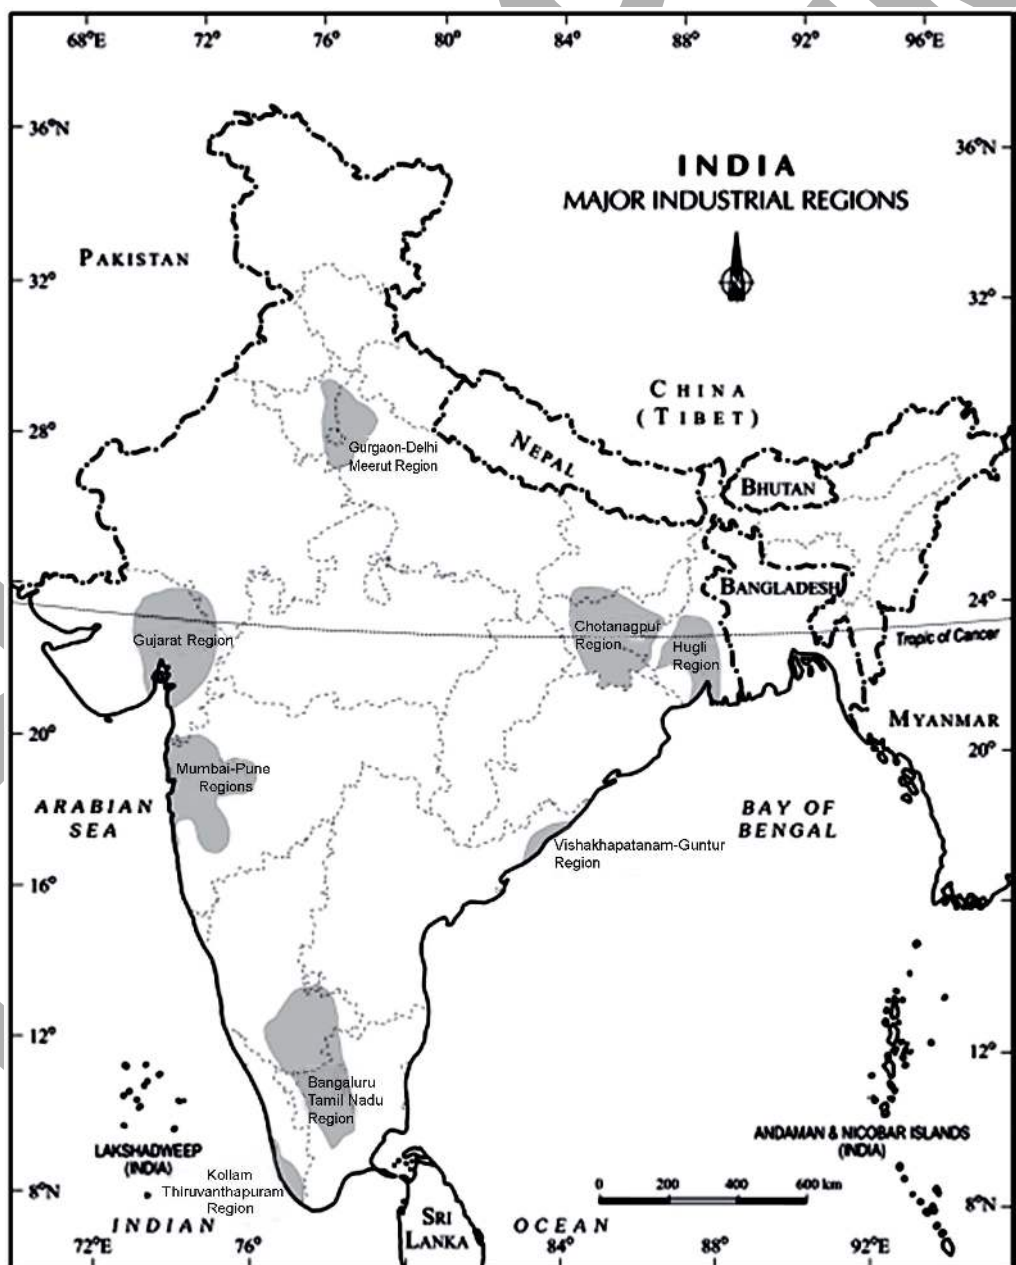 68°E 72° 76° 80° 84° 88° 92° 96°E
36°N
36°N
INDIA
MAJOR INDUSTRIAL REGIONS
PAKISTAN
32°
32°
CHINA
(TIBET)
28°
Gurgaon-Delhi
Meerut Region
NEPAL
BHUTAN
24°
BANGLADESH
24°
Gujarat Region
Chotanagpur
Region
Hugli
Region
Tropic of Cancer
MYANMAR
20°
20°
Mumbai-Pune
Regions
ARABIAN
SEA
BAY OF
BENGAL
Vishakhapatanam-Guntur
Region
16°
12°
12°
Bangaluru
Tamil Nadu
Region
LAKSHADWEEP
(INDIA)
ANDAMAN & NICOBAR ISLANDS
(INDIA)
Kollam
Thiruvanthapuram
Region
8°N
0 200 400 600 km
8°N
INDIAN
OCEAN
SRI
LANKA
72°E 76° 84° 88° 92°E